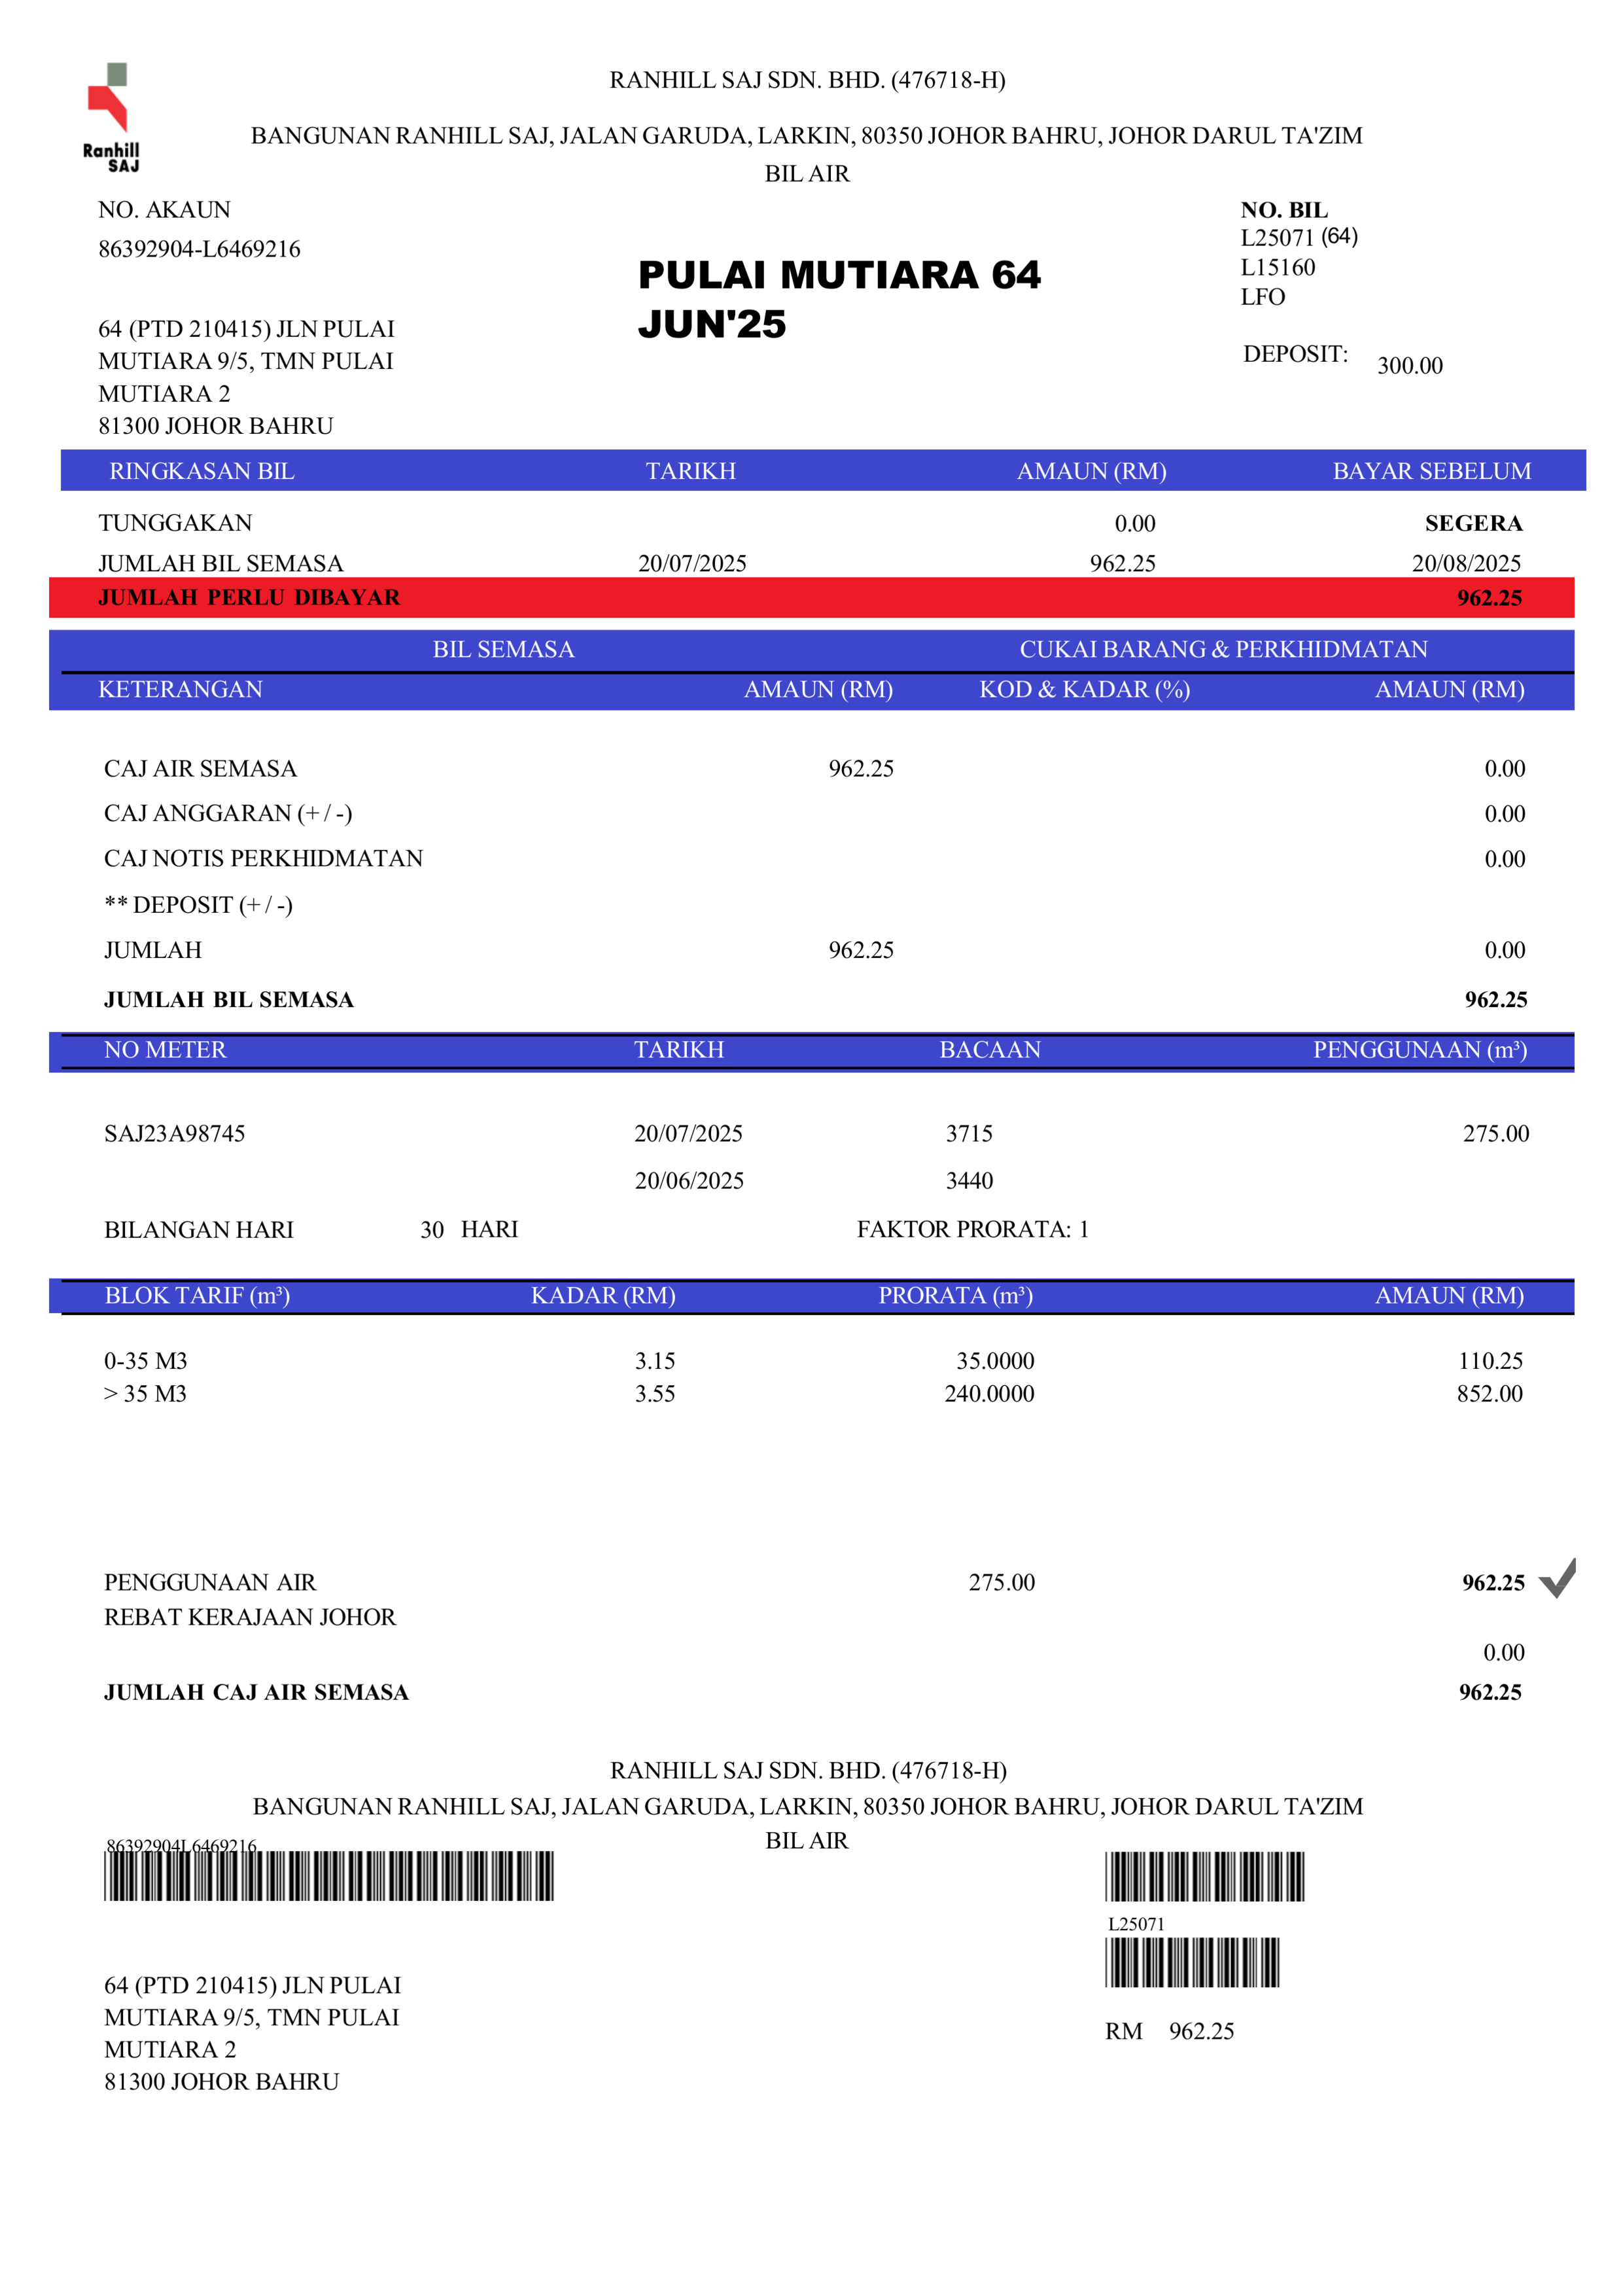 Ranhill
SAJ
RANHILL SAJ SDN. BHD. (476718-H)
BANGUNAN RANHILL SAJ, JALAN GARUDA, LARKIN, 80350 JOHOR BAHRU, JOHOR DARUL TA'ZIM
BIL AIR
NO. AKAUN
86392904-L6469216
64 (PTD 210415) JLN PULAI
MUTIARA 9/5, TMN PULAI
MUTIARA 2
81300 JOHOR BAHRU
PULAI MUTIARA 64
JUN'25
NO. BIL
L25071 (64)
L15160
LFO
DEPOSIT: 300.00
RINGKASAN BIL TARIKH AMAUN (RM) BAYAR SEBELUM
TUNGGAKAN 0.00 SEGERA
JUMLAH BIL SEMASA 20/07/2025 962.25 20/08/2025
JUMLAH PERLU DIBAYAR 962.25
BIL SEMASA CUKAI BARANG & PERKHIDMATAN
KETERANGAN AMAUN (RM) KOD & KADAR (%) AMAUN (RM)
CAJ AIR SEMASA 962.25 0.00
CAJ ANGGARAN (+ / -) 0.00
CAJ NOTIS PERKHIDMATAN 0.00
** DEPOSIT (+ / -)
JUMLAH 962.25 0.00
JUMLAH BIL SEMASA 962.25
NO METER TARIKH BACAAN PENGGUNAAN (m³)
SAJ23A98745 20/07/2025 3715 275.00
20/06/2025 3440
BILANGAN HARI 30 HARI FAKTOR PRORATA: 1
BLOK TARIF (m³) KADAR (RM) PRORATA (m³) AMAUN (RM)
0-35 M3 3.15 35.0000 110.25
> 35 M3 3.55 240.0000 852.00
PENGGUNAAN AIR 275.00 962.25
REBAT KERAJAAN JOHOR
0.00
JUMLAH CAJ AIR SEMASA 962.25
RANHILL SAJ SDN. BHD. (476718-H)
BANGUNAN RANHILL SAJ, JALAN GARUDA, LARKIN, 80350 JOHOR BAHRU, JOHOR DARUL TA'ZIM
BIL AIR
86392904L6469216
L25071
64 (PTD 210415) JLN PULAI
MUTIARA 9/5, TMN PULAI
MUTIARA 2
81300 JOHOR BAHRU
RM 962.25